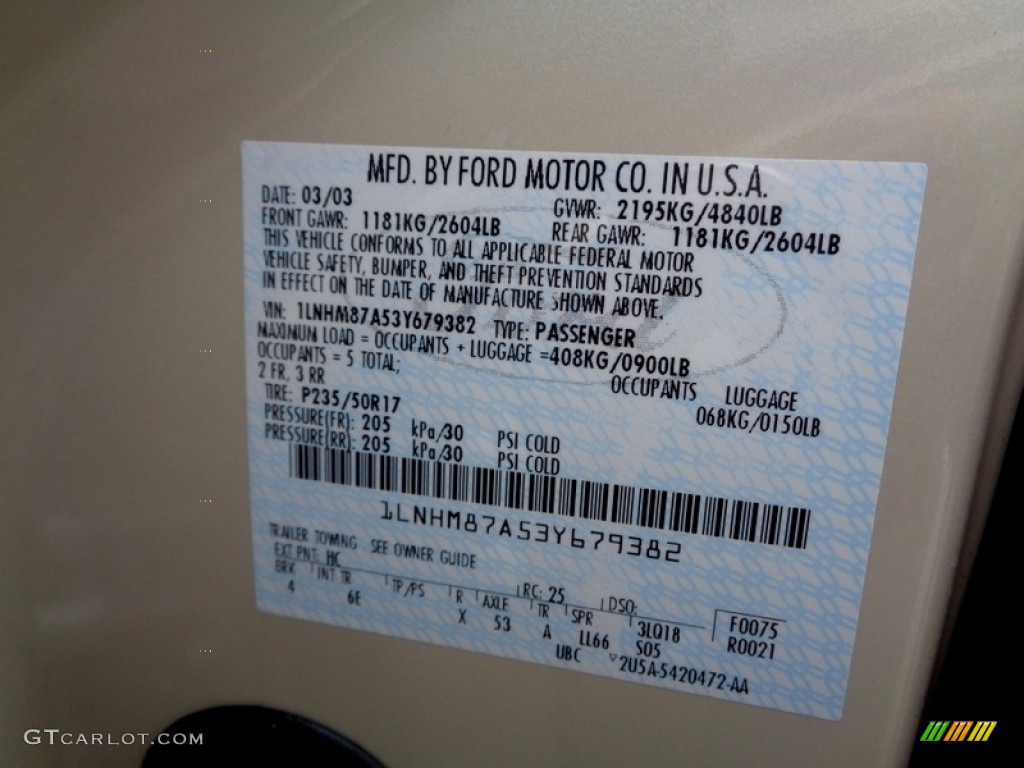 MFD. BY FORD MOTOR CO. IN U.S.A.
DATE: 03/03 GVWR: 2195KG/4840LB
FRONT GAWR: 1181KG/2604LB REAR GAWR: 1181KG/2604LB
THIS VEHICLE CONFORMS TO ALL APPLICABLE FEDERAL MOTOR
VEHICLE SAFETY, BUMPER, AND THEFT PREVENTION STANDARDS
IN EFFECT ON THE DATE OF MANUFACTURE SHOWN ABOVE.
VIN: 1LNHM87A53Y679382 TYPE: PASSENGER
MAXIMUM LOAD = OCCUPANTS + LUGGAGE =408KG/0900LB
OCCUPANTS = 5 TOTAL; OCCUPANTS LUGGAGE
2 FR, 3 RR 068KG/0150LB
TIRE: P235/50R17
PRESSURE(FR): 205 kPa/30 PSI COLD
PRESSURE(RR): 205 kPa/30 PSI COLD
1LNHM87A53Y679382
TRAILER TOWING SEE OWNER GUIDE
EXT PNT: HC RC: 25 DSO:
BRK INT TR TP/PS R AXLE TR SPR
4 6E X 53 A LL66 3L018 F0075
UBC S05 R0021
2U5A-5420472-AA
GTCARLOT.COM